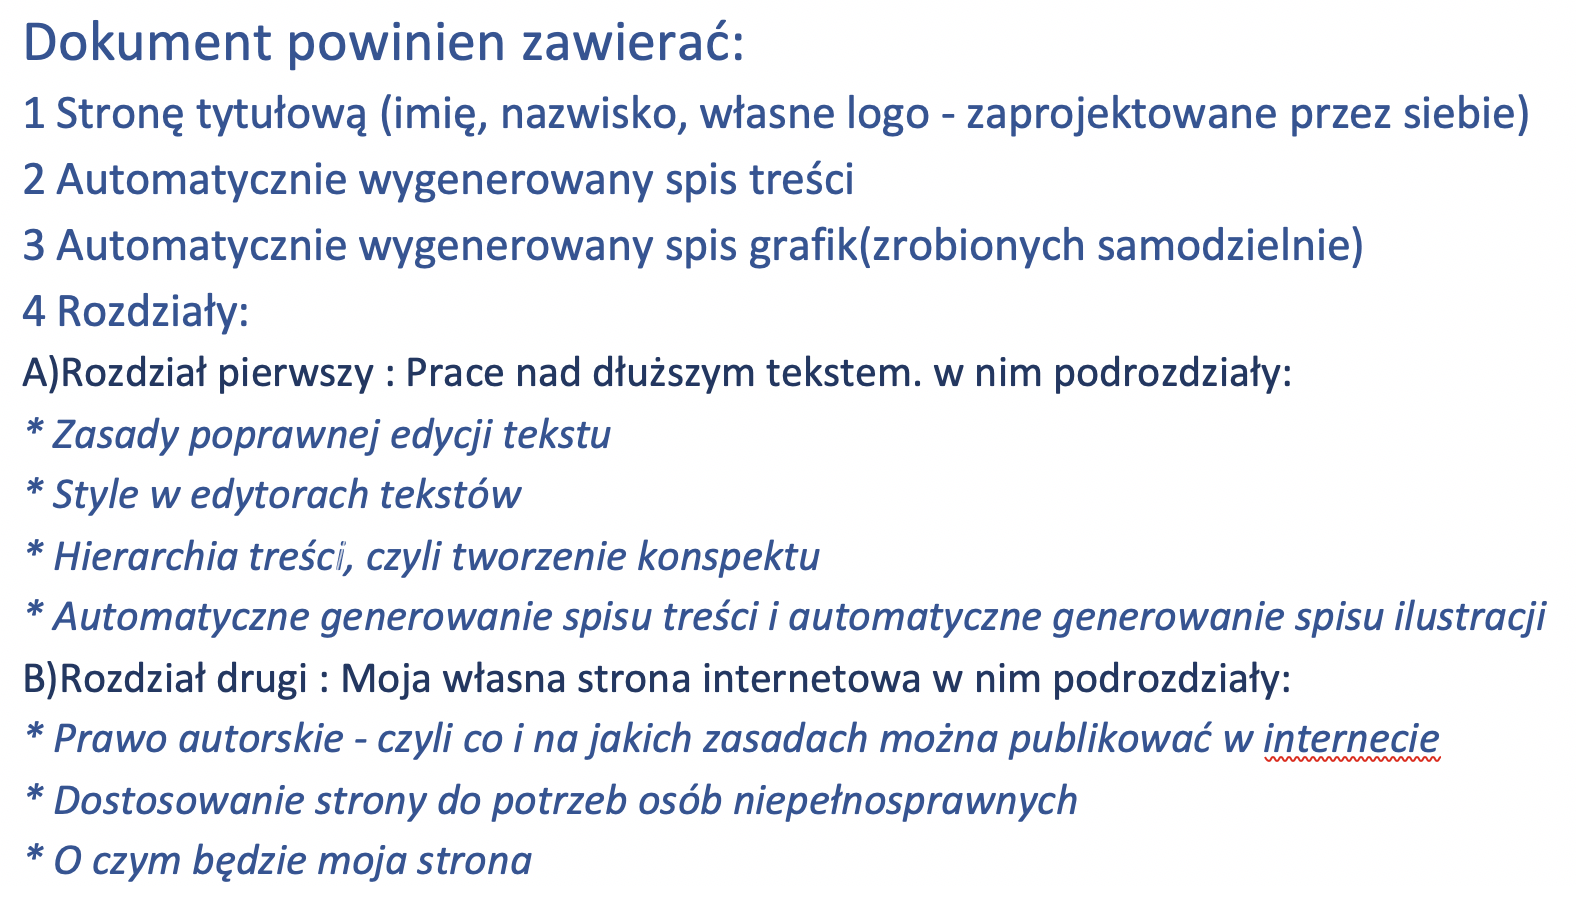 Dokument powinien zawierać:
1 Stronę tytułową (imię, nazwisko, własne logo - zaprojektowane przez siebie)
2 Automatycznie wygenerowany spis treści
3 Automatycznie wygenerowany spis grafik(zrobionych samodzielnie)
4 Rozdziały:
A)Rozdział pierwszy : Prace nad dłuższym tekstem. w nim podrozdziały:
* Zasady poprawnej edycji tekstu
* Style w edytorach tekstów
* Hierarchia treści, czyli tworzenie konspektu
* Automatyczne generowanie spisu treści i automatyczne generowanie spisu ilustracji
B)Rozdział drugi : Moja własna strona internetowa w nim podrozdziały:
* Prawo autorskie - czyli co i na jakich zasadach można publikować w internecie
* Dostosowanie strony do potrzeb osób niepełnosprawnych
* O czym będzie moja strona